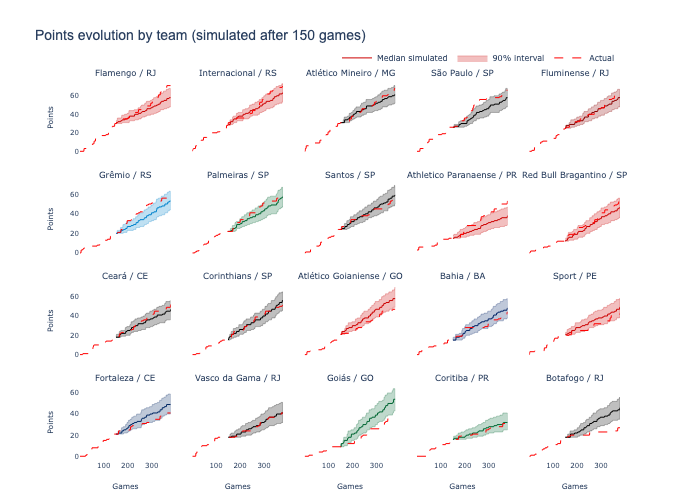 Points evolution by team (simulated after 150 games)
Median simulated 90% interval Actual
Flamengo / RJ Internacional / RS Atlético Mineiro / MG São Paulo / SP Fluminense / RJ
60
40
20
0
Points
Grêmio / RS Palmeiras / SP Santos / SP Athletico Paranaense / PR Red Bull Bragantino / SP
60
40
20
0
Points
Ceará / CE Corinthians / SP Atlético Goianiense / GO Bahia / BA Sport / PE
60
40
20
0
Points
Fortaleza / CE Vasco da Gama / RJ Goiás / GO Coritiba / PR Botafogo / RJ
60
40
20
0
Points
100 200 300 100 200 300 100 200 300 100 200 300 100 200 300
Games Games Games Games Games